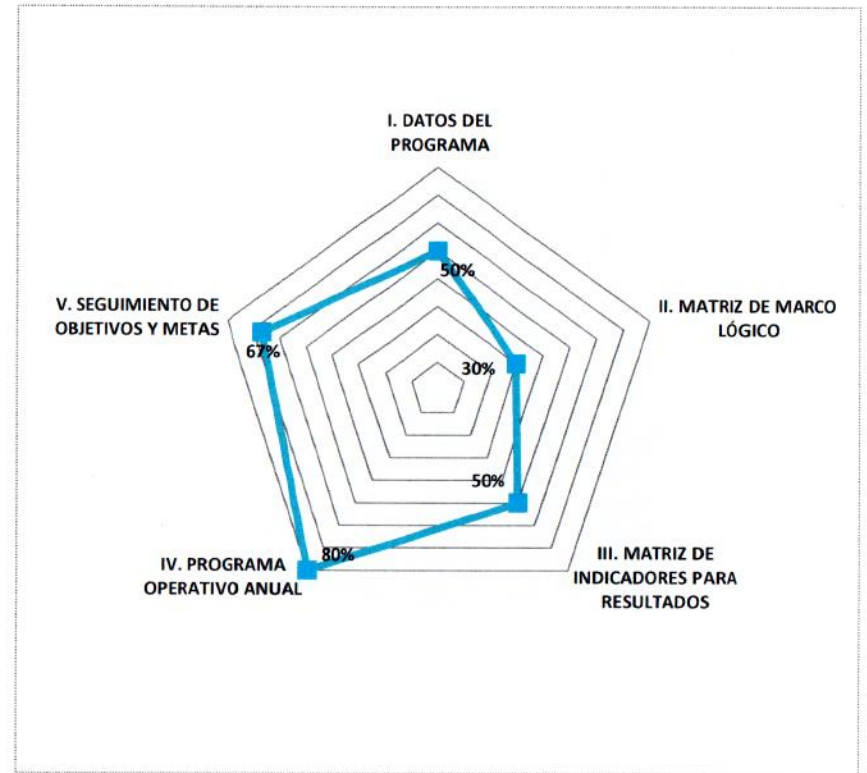 I. DATOS DEL
PROGRAMA
50%
II. MATRIZ DE MARCO
LÓGICO
30%
V. SEGUIMIENTO DE
OBJETIVOS Y METAS
67%
50%
III. MATRIZ DE
INDICADORES PARA
RESULTADOS
80%
IV. PROGRAMA
OPERATIVO ANUAL